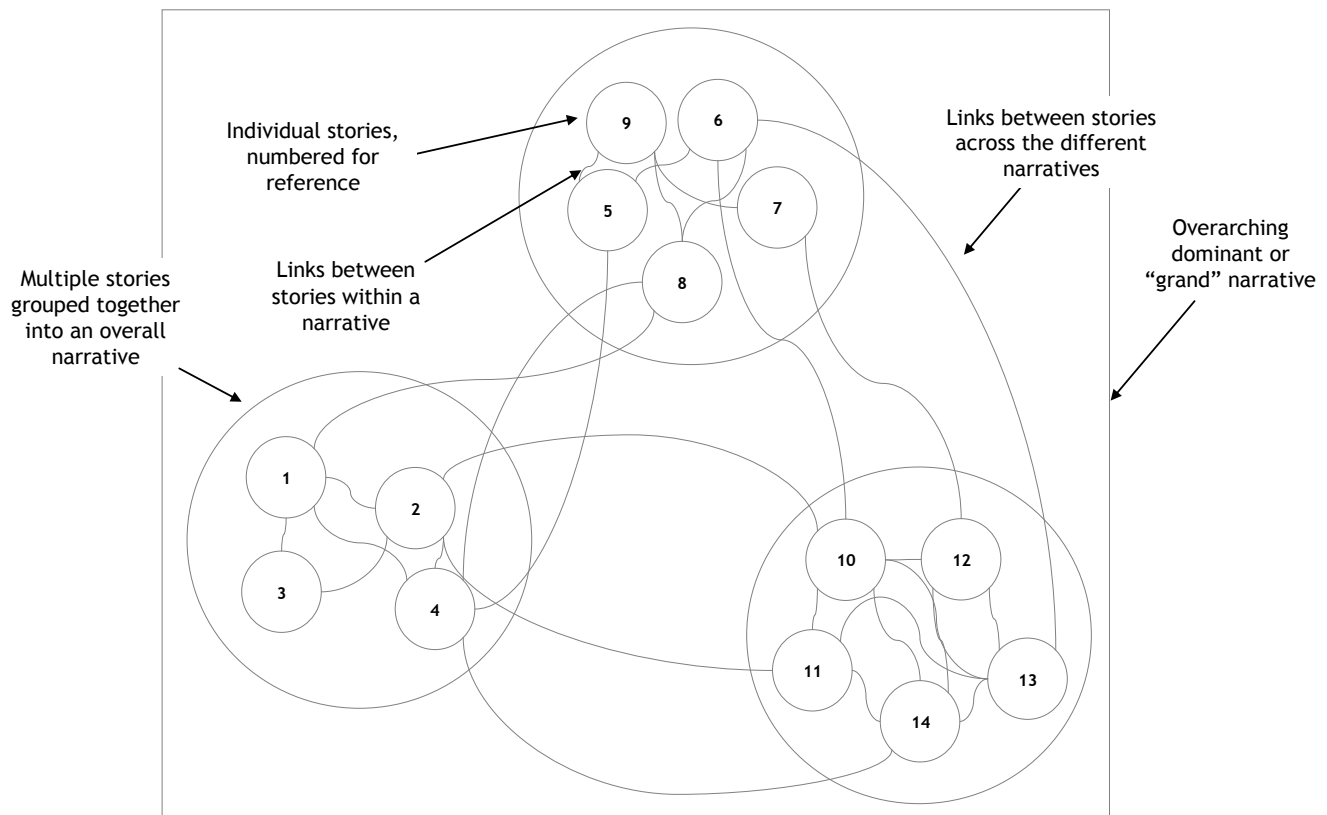 9
6
Individual stories,
numbered for
reference
Links between stories
across the different
narratives
5
7
Links between
stories within a
narrative
8
Overarching
dominant or
“grand” narrative
Multiple stories
grouped together
into an overall
narrative
1
2
3
4
10
12
11
13
14